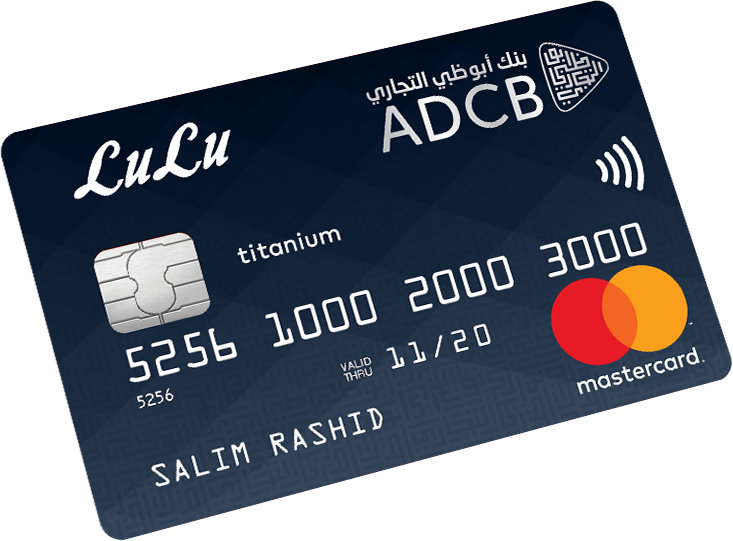 بنك أبوظبي التجاري
ADCB
LuLu
titanium
5256 1000 2000 3000
5256
VALID THRU 11/20
SALIM RASHID
mastercard.